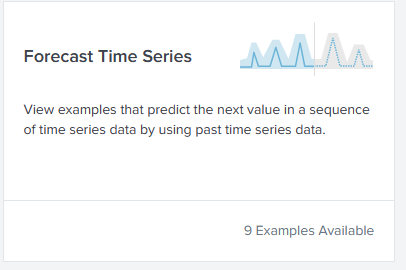 Forecast Time Series
View examples that predict the next value in a sequence
of time series data by using past time series data.
9 Examples Available